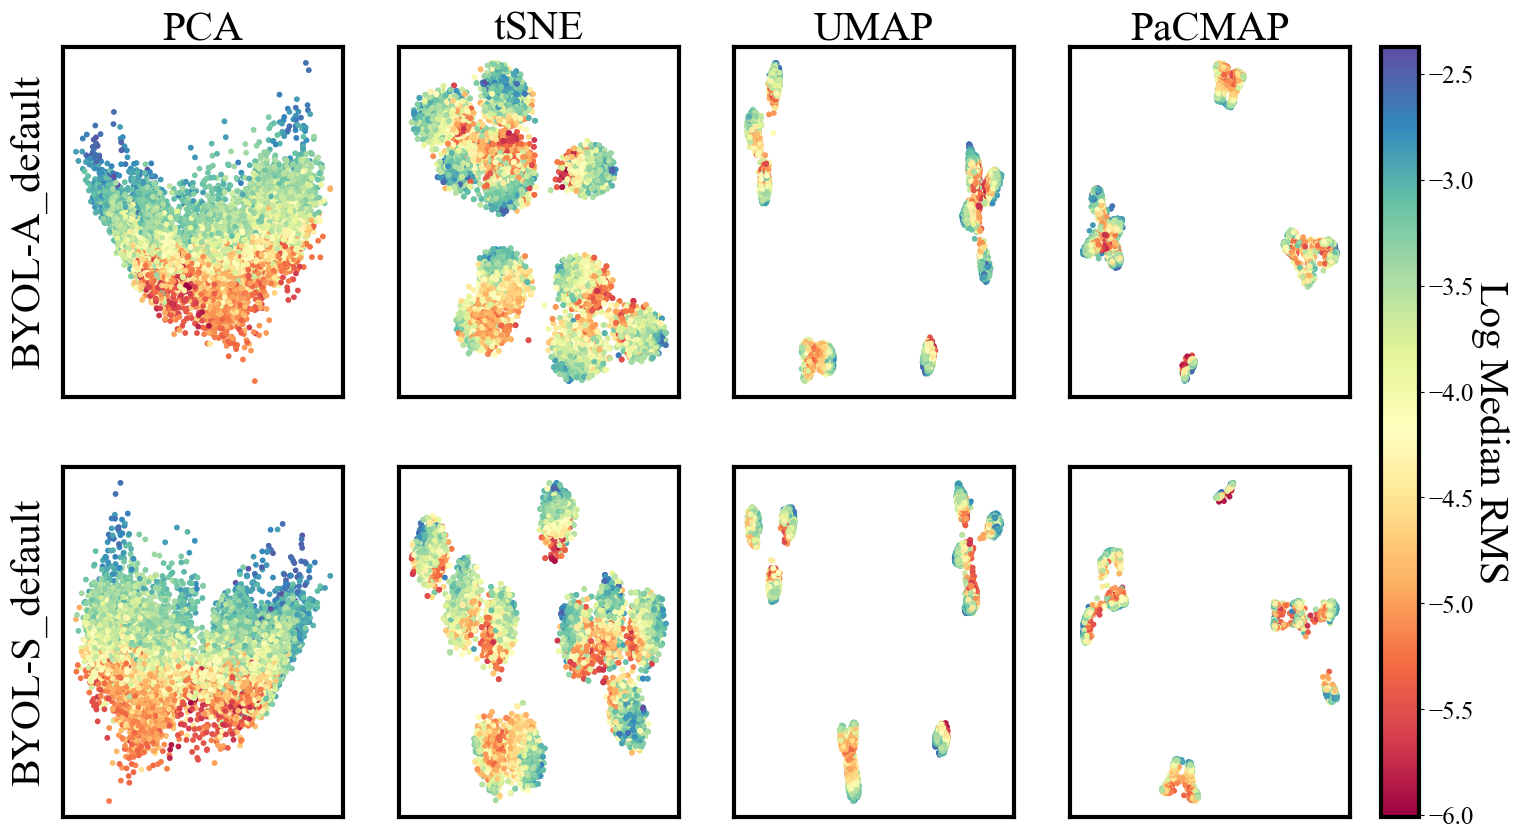 PCA
tSNE
UMAP
PaCMAP
BYOL-A_default
BYOL-S_default
−2.5
−3.0
−3.5
−4.0
−4.5
−5.0
−5.5
−6.0
Log Median RMS